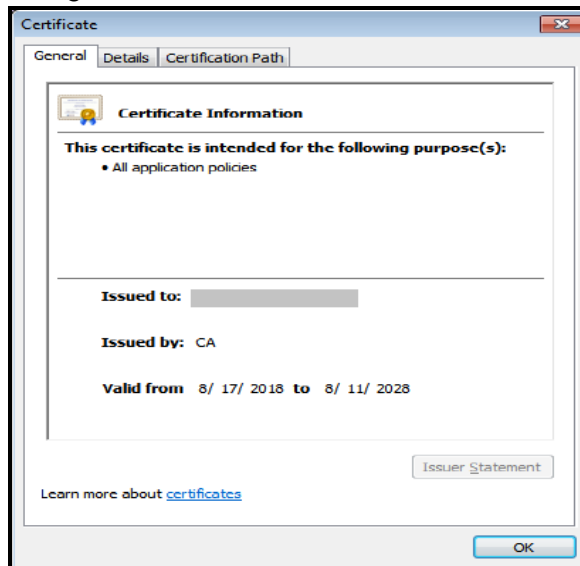 Certificate
General Details Certification Path
Certificate Information
This certificate is intended for the following purpose(s):
• All application policies
Issued to:
Issued by: CA
Valid from 8/ 17/ 2018 to 8/ 11/ 2028
Issuer Statement
Learn more about certificates
OK